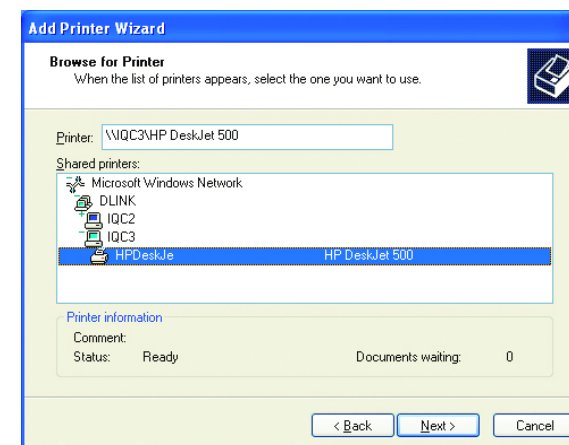 Add Printer Wizard
Browse for Printer
When the list of printers appears, select the one you want to use.
Printer: \\IQC3\HP DeskJet 500
Shared printers:
Microsoft Windows Network
DLINK
IQC2
IQC3
HPDeskJe HP DeskJet 500
Printer information
Comment:
Status: Ready Documents waiting: 0
< Back Next > Cancel